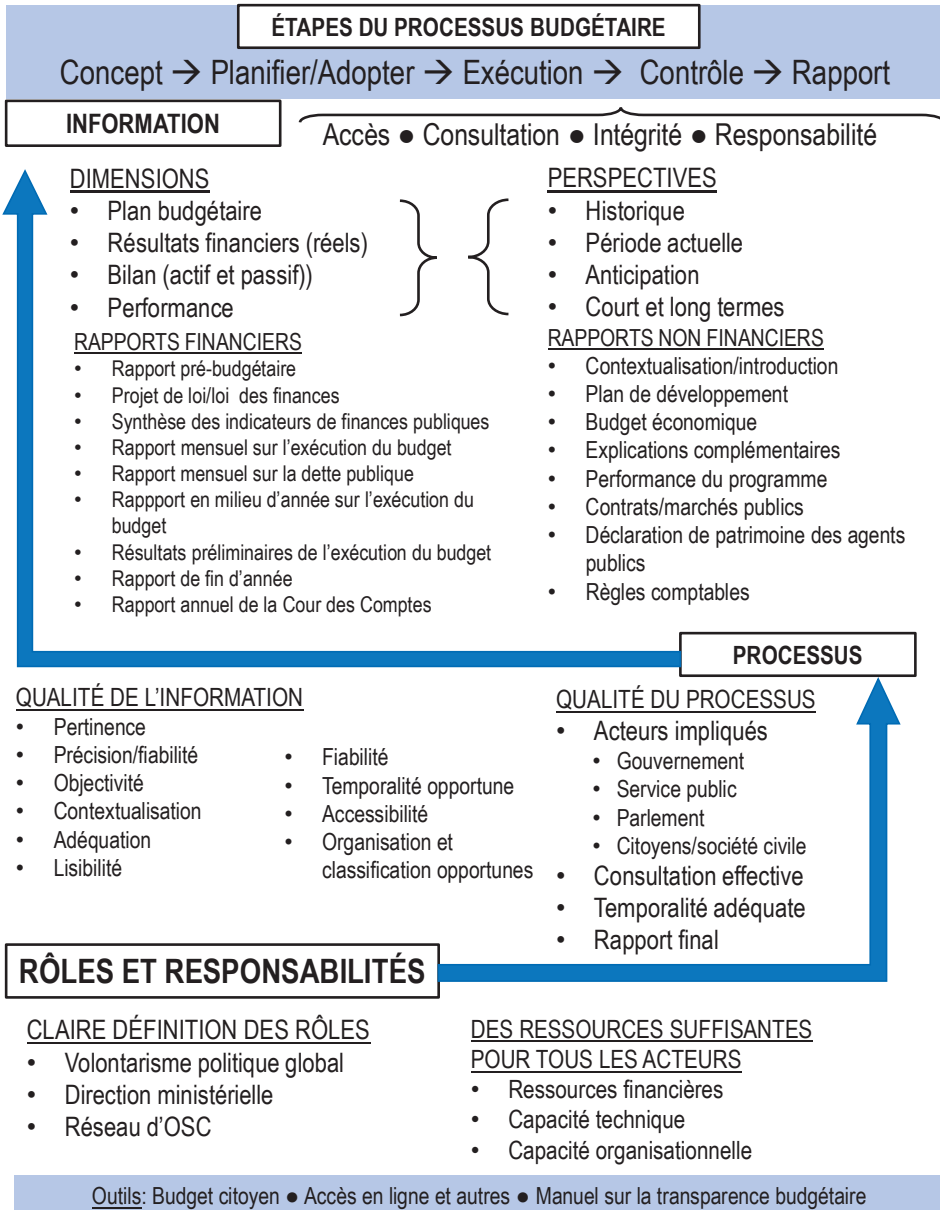 ÉTAPES DU PROCESSUS BUDGÉTAIRE
Concept → Planifier/Adopter → Exécution → Contrôle → Rapport
INFORMATION
Accès ● Consultation ● Intégrité ● Responsabilité
DIMENSIONS
• Plan budgétaire
• Résultats financiers (réels)
• Bilan (actif et passif))
• Performance
PERSPECTIVES
• Historique
• Période actuelle
• Anticipation
• Court et long termes
RAPPORTS FINANCIERS
• Rapport pré-budgétaire
• Projet de loi/loi des finances
• Synthèse des indicateurs de finances publiques
• Rapport mensuel sur l'exécution du budget
• Rapport mensuel sur la dette publique
• Rappport en milieu d'année sur l'exécution du
budget
• Résultats préliminaires de l'exécution du budget
• Rapport de fin d'année
• Rapport annuel de la Cour des Comptes
RAPPORTS NON FINANCIERS
• Contextualisation/introduction
• Plan de développement
• Budget économique
• Explications complémentaires
• Performance du programme
• Contrats/marchés publics
• Déclaration de patrimoine des agents
publics
• Règles comptables
PROCESSUS
QUALITÉ DE L'INFORMATION
• Pertinence
• Précision/fiabilité
• Objectivité
• Contextualisation
• Adéquation
• Lisibilité
• Fiabilité
• Temporalité opportune
• Accessibilité
• Organisation et
classification opportunes
QUALITÉ DU PROCESSUS
• Acteurs impliqués
• Gouvernement
• Service public
• Parlement
• Citoyens/société civile
• Consultation effective
• Temporalité adéquate
• Rapport final
RÔLES ET RESPONSABILITÉS
CLAIRE DÉFINITION DES RÔLES
• Volontarisme politique global
• Direction ministérielle
• Réseau d'OSC
DES RESSOURCES SUFFISANTES
POUR TOUS LES ACTEURS
• Ressources financières
• Capacité technique
• Capacité organisationnelle
Outils: Budget citoyen ● Accès en ligne et autres ● Manuel sur la transparence budgétaire